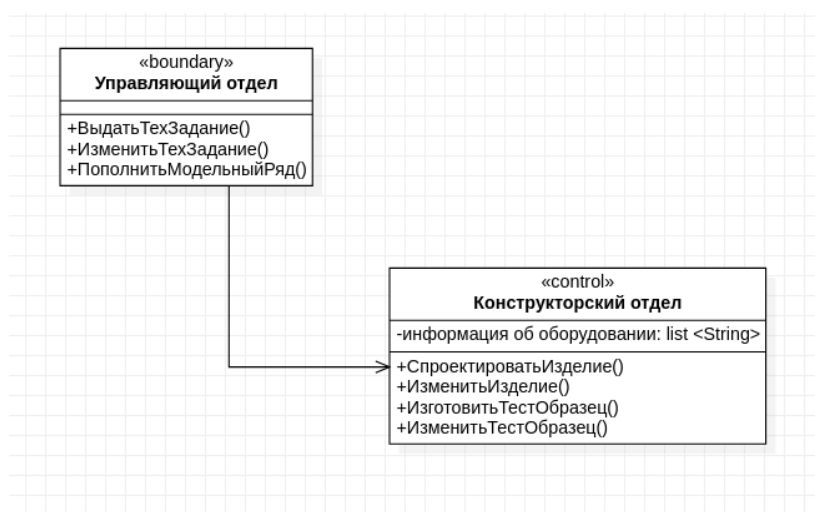 «boundary»
Управляющий отдел
+ВыдатьТехЗадание()
+ИзменитьТехЗадание()
+ПополнитьМодельныйРяд()
«control»
Конструкторский отдел
-информация об оборудовании: list <String>
+СпроектироватьИзделие()
+ИзменитьИзделие()
+ИзготовитьТестОбразец()
+ИзменитьТестОбразец()